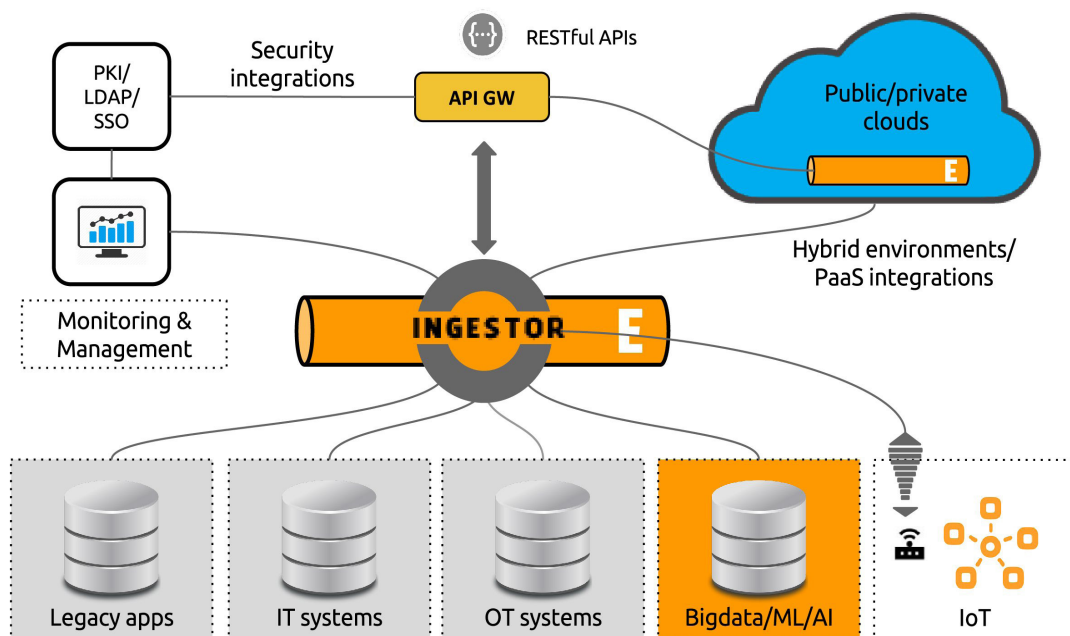 RESTful APIs
{...}
Security
integrations
PKI/
LDAP/
SSO
API GW
Public/private
clouds
E
Hybrid environments/
PaaS integrations
Monitoring &
Management
INGESTOR
E
Legacy apps
IT systems
OT systems
Bigdata/ML/AI
IoT